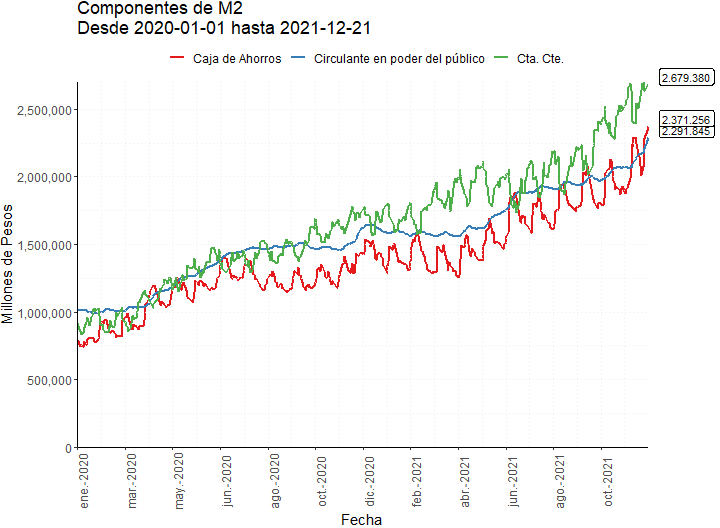 Componentes de M2
Desde 2020-01-01 hasta 2021-12-21
Caja de Ahorros Circulante en poder del público Cta. Cte.
2.679.380
2.371.256
2.291.845
2,500,000
2,000,000
1,500,000
1,000,000
500,000
0
Millones de Pesos
ene.-2020 mar.-2020 may.-2020 jun.-2020 ago.-2020 oct.-2020 dic.-2020 feb.-2021 abr.-2021 jun.-2021 ago.-2021 oct.-2021
Fecha